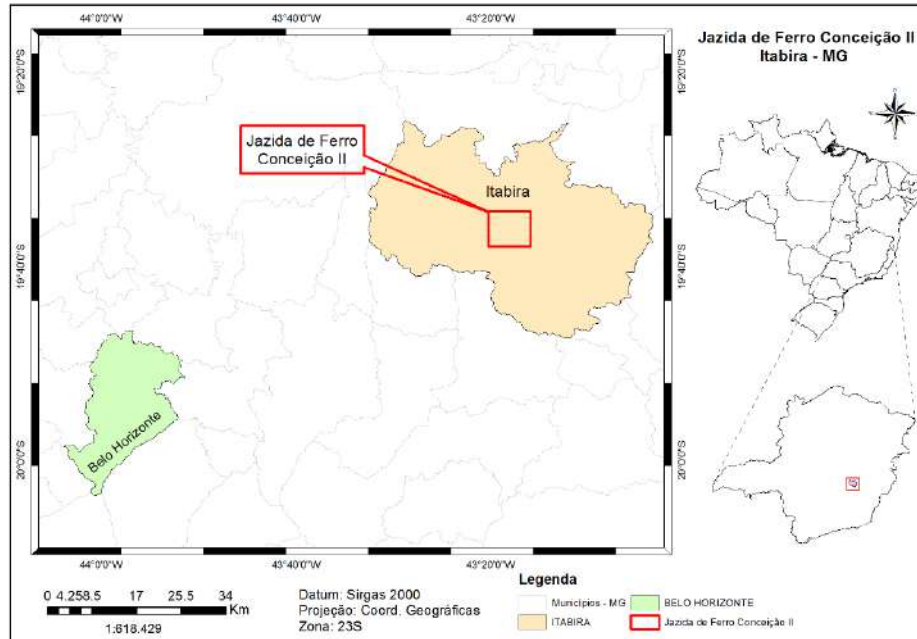 44°0'0"W 43°40'0"W 43°20'0"W
Jazida de Ferro Conceição II
Itabira - MG
19°20'0"S 19°20'0"S
Jazida de Ferro
Conceição II
Itabira
19°40'0"S 19°40'0"S
Belo Horizonte
20°0'0"S 20°0'0"S
44°0'0"W 43°40'0"W 43°20'0"W
0 4.258.5 17 25.5 34
Km
1:618.429
Datum: Sirgas 2000
Projeção: Coord. Geográficas
Zona: 23S
Legenda
Municípios - MG
BELO HORIZONTE
ITABIRA
Jazida de Ferro Conceição II